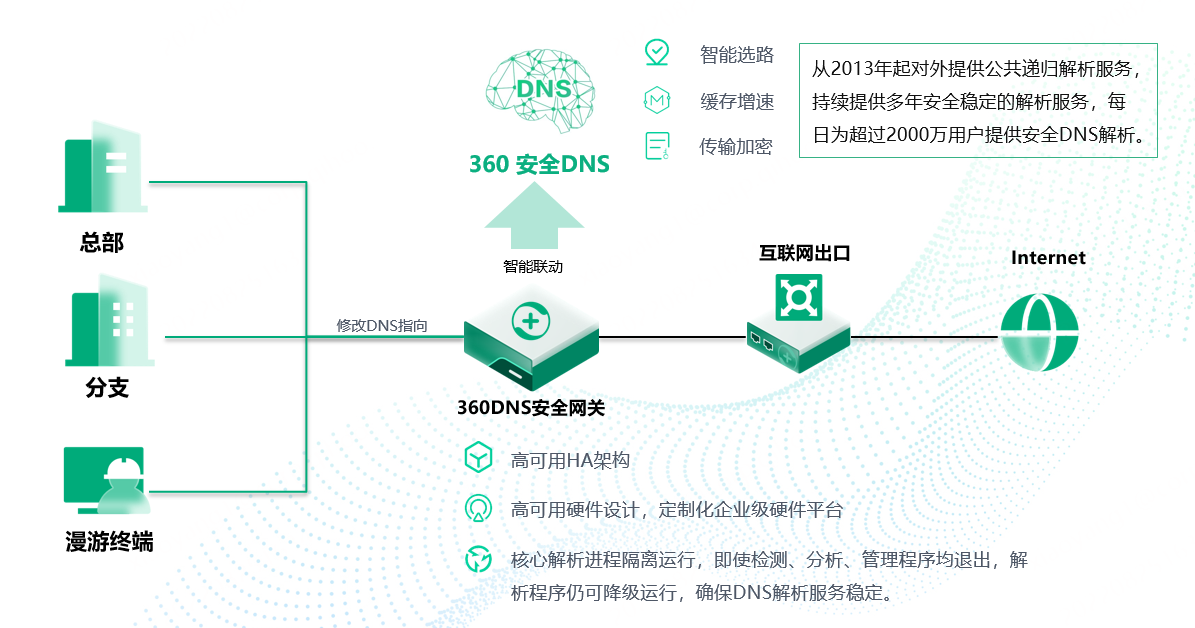 DNS
360 安全DNS
智能选路
缓存增速
传输加密
从2013年起对外提供公共递归解析服务，
持续提供多年安全稳定的解析服务，每
日为超过2000万用户提供安全DNS解析。
总部
分支
漫游终端
修改DNS指向
智能联动
360DNS安全网关
互联网出口
Internet
高可用HA架构
高可用硬件设计，定制化企业级硬件平台
核心解析进程隔离运行，即使检测、分析、管理程序均退出，解
析程序仍可降级运行，确保DNS解析服务稳定。